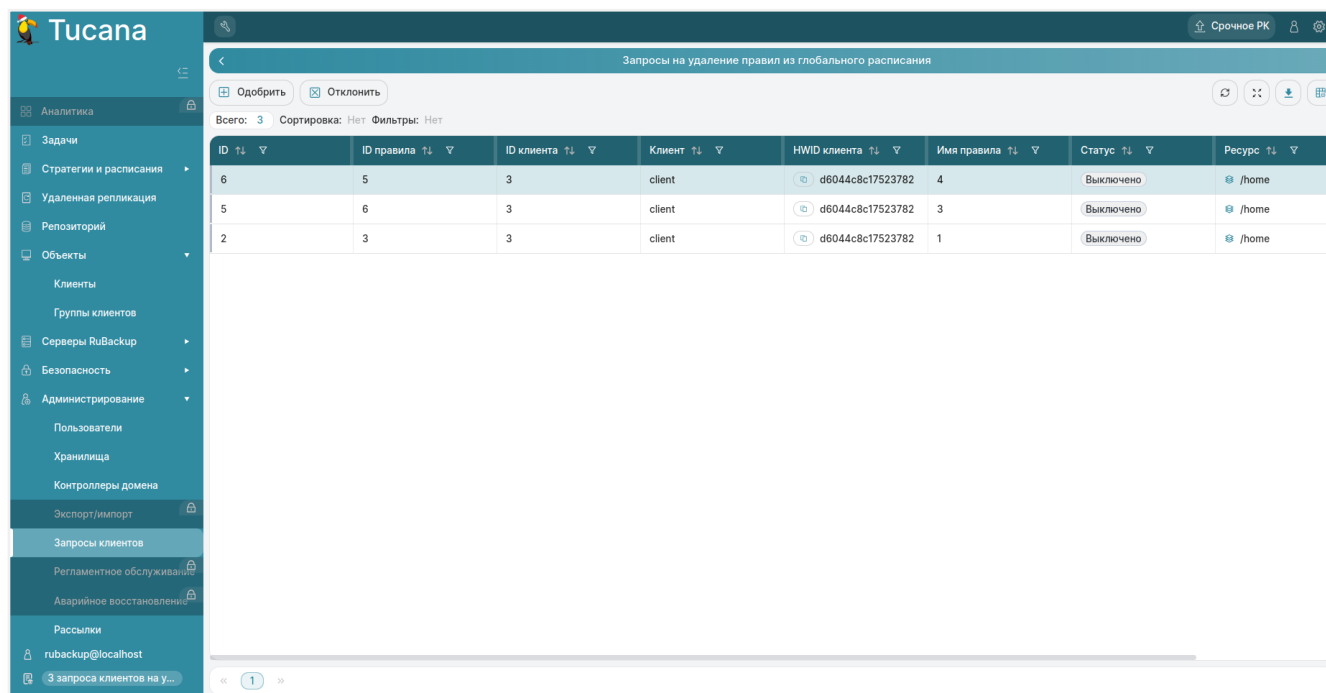 Tucana
Срочное РК
Запросы на удаление правил из глобального расписания
Одобрить Отклонить
Всего: 3 Сортировка: Нет Фильтры: Нет
ID ID правила ID клиента Клиент HWID клиента Имя правила Статус Ресурс
6 5 3 client d6044c8c17523782 4 Выключено /home
5 6 3 client d6044c8c17523782 3 Выключено /home
2 3 3 client d6044c8c17523782 1 Выключено /home
Аналитика
Задачи
Стратегии и расписания
Удаленная репликация
Репозиторий
Объекты
Клиенты
Группы клиентов
Серверы RuBackup
Безопасность
Администрирование
Пользователи
Хранилища
Контроллеры домена
Экспорт/импорт
Запросы клиентов
Регламентное обслуживание
Аварийное восстановление
Рассылки
rubackup@localhost
3 запроса клиентов на у...
« 1 »